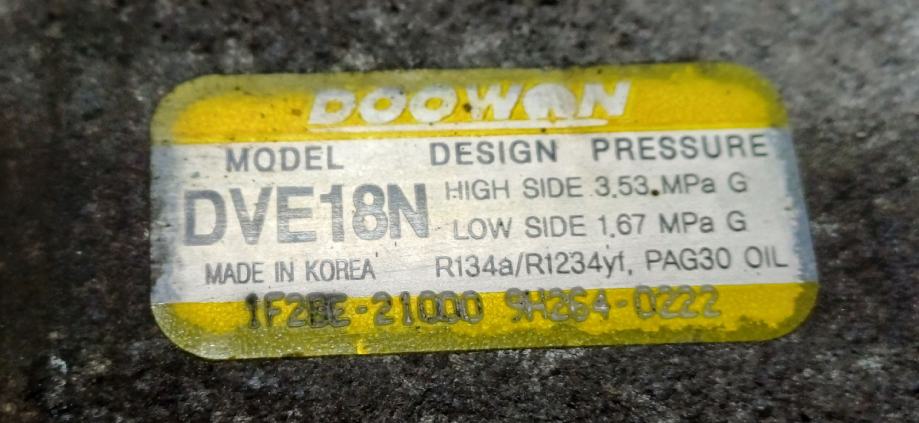 DOOWON
MODEL DESIGN PRESSURE
DVE18N HIGH SIDE 3.53 MPa G
LOW SIDE 1.67 MPa G
MADE IN KOREA R134a/R1234yf, PAG30 OIL
1F2BE-21000 9H264-0222